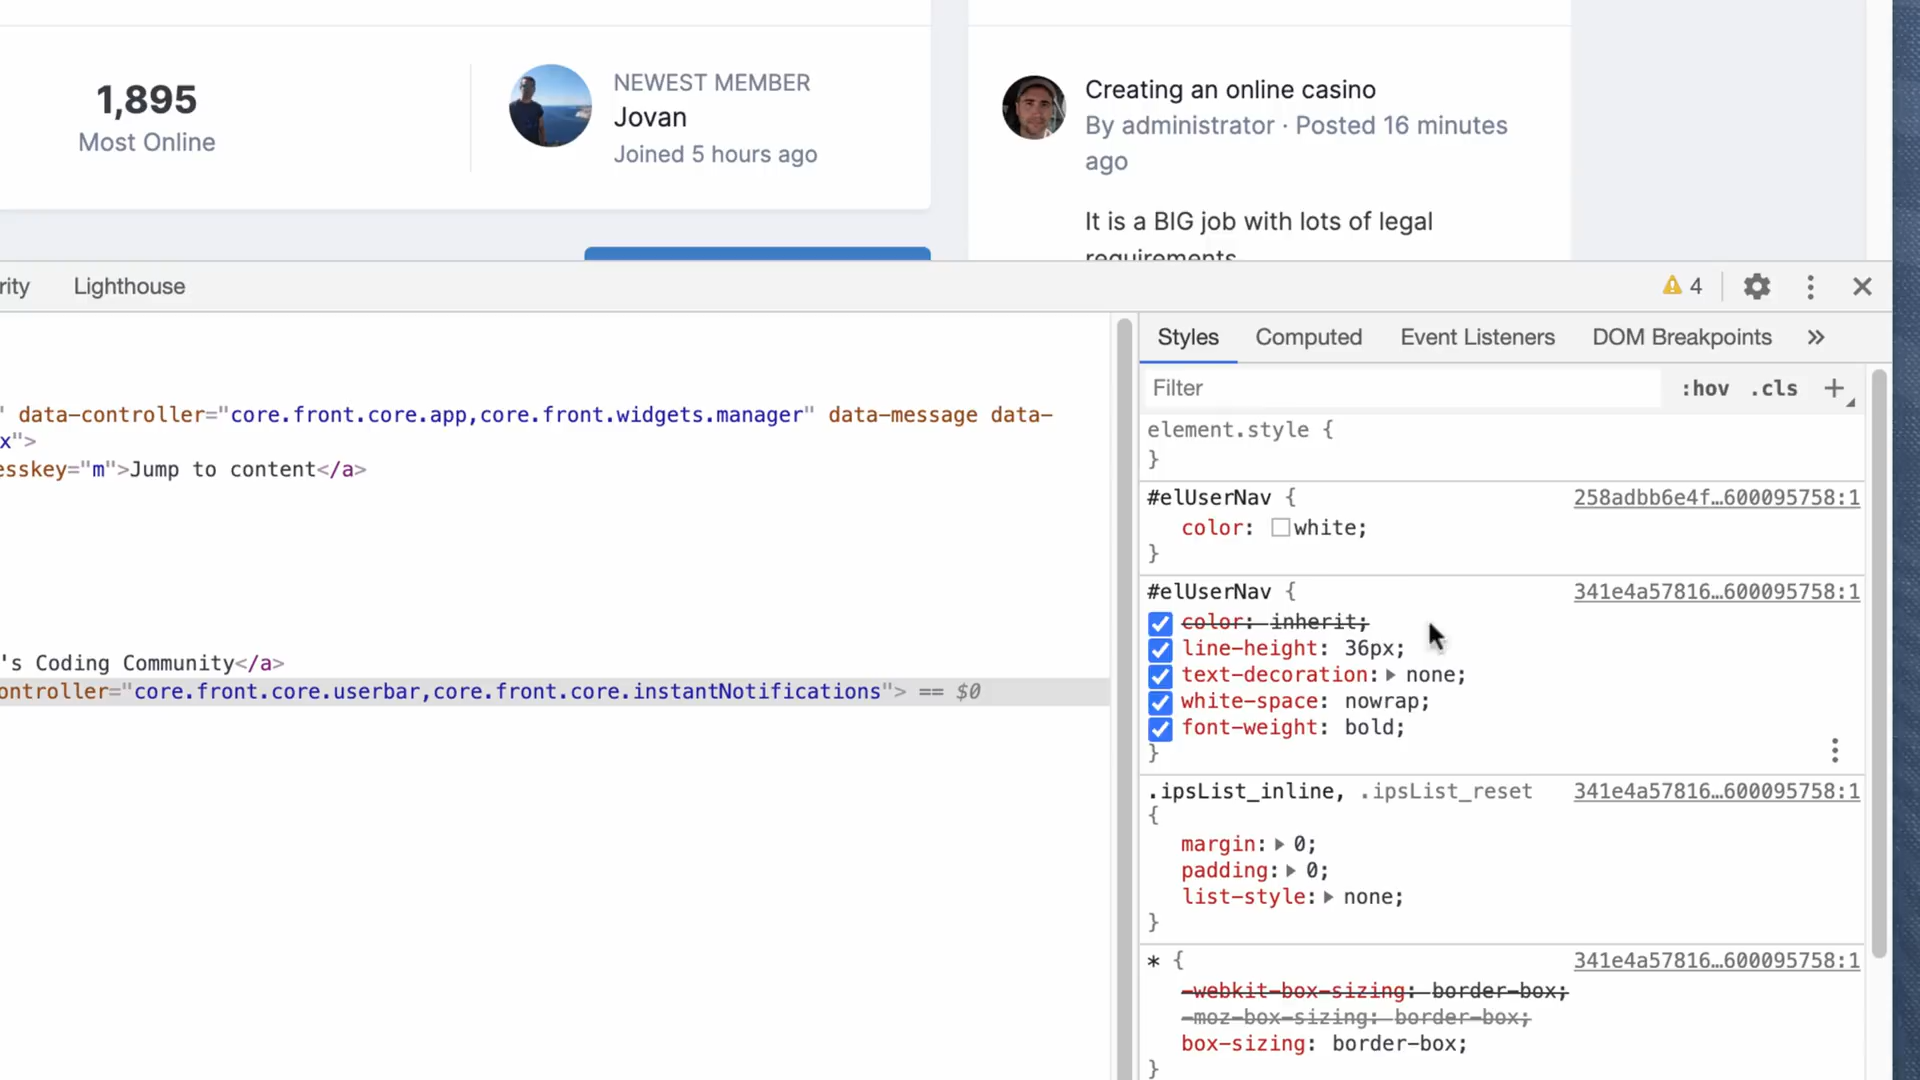 1,895
Most Online
NEWEST MEMBER
Jovan
Joined 5 hours ago
Creating an online casino
By administrator · Posted 16 minutes
ago
It is a BIG job with lots of legal
requirements
rity
Lighthouse
4
" data-controller="core.front.core.app,core.front.widgets.manager" data-message data-
x">
esskey="m">Jump to content</a>
's Coding Community</a>
ontroller="core.front.core.userbar,core.front.core.instantNotifications"> == $0
Styles Computed Event Listeners DOM Breakpoints »
Filter :hov .cls +
element.style {
}
#elUserNav { 258adbb6e4f…600095758:1
color: white;
}
#elUserNav { 341e4a57816…600095758:1
color: inherit;
line-height: 36px;
text-decoration: none;
white-space: nowrap;
font-weight: bold;
}
.ipsList_inline, .ipsList_reset 341e4a57816…600095758:1
{
margin: 0;
padding: 0;
list-style: none;
}
* { 341e4a57816…600095758:1
-webkit-box-sizing: border-box;
-moz-box-sizing: border-box;
box-sizing: border-box;
}